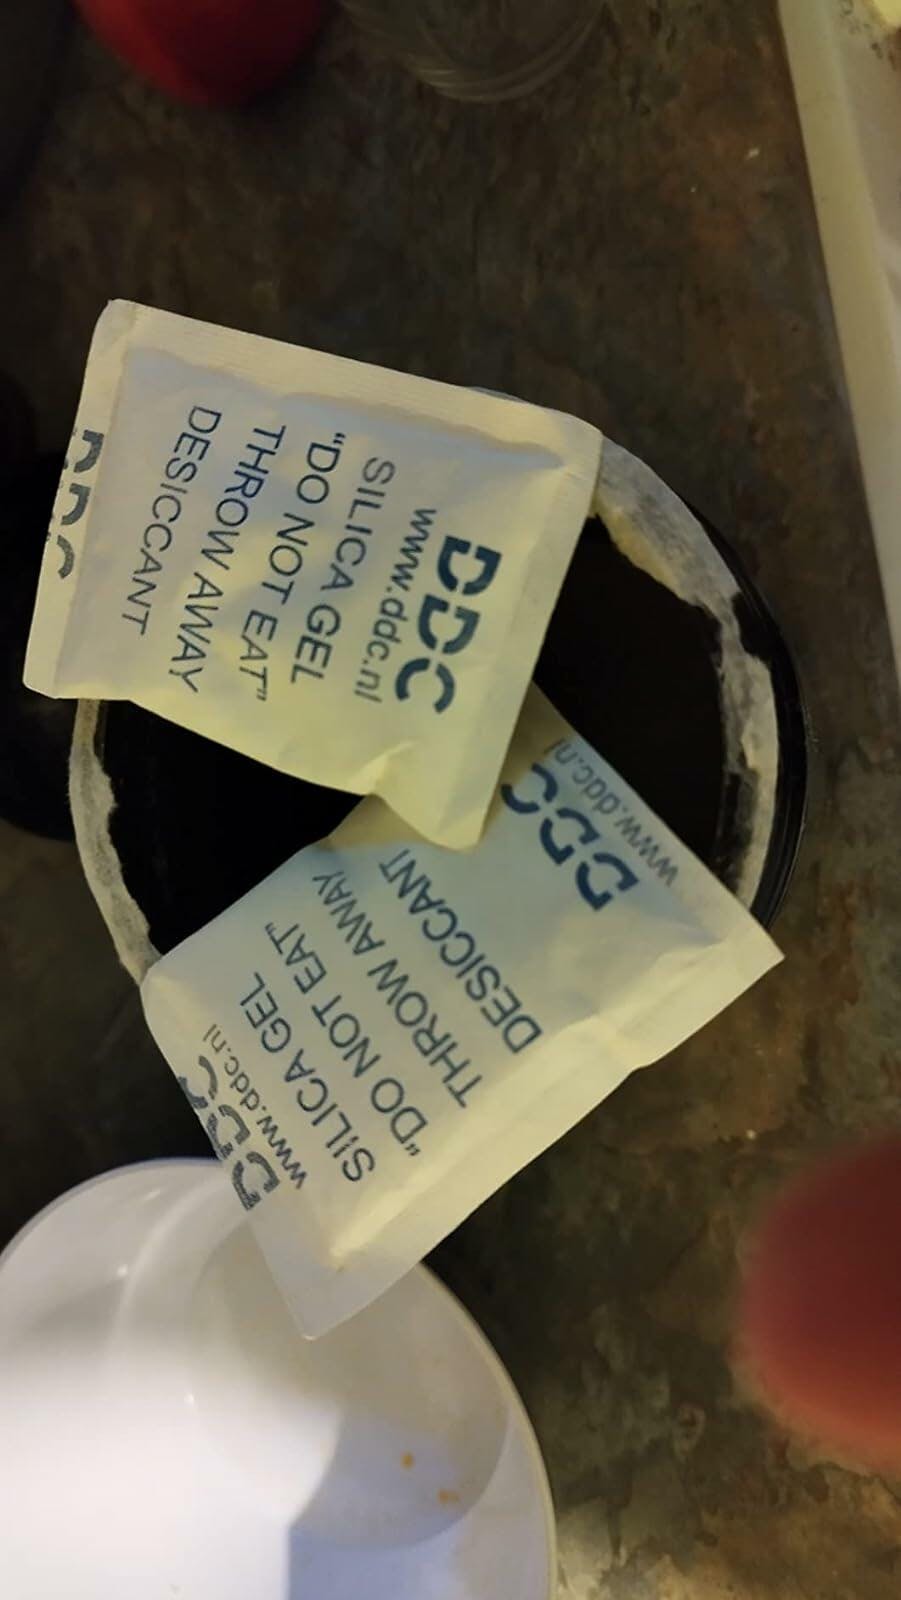 DDC
www.ddc.nl
SILICA GEL
"DO NOT EAT"
THROW AWAY
DESICCANT
DDC
DDC
www.ddc.nl
SILICA GEL
"DO NOT EAT"
THROW AWAY
DESICCANT
DDC
www.ddc.nl